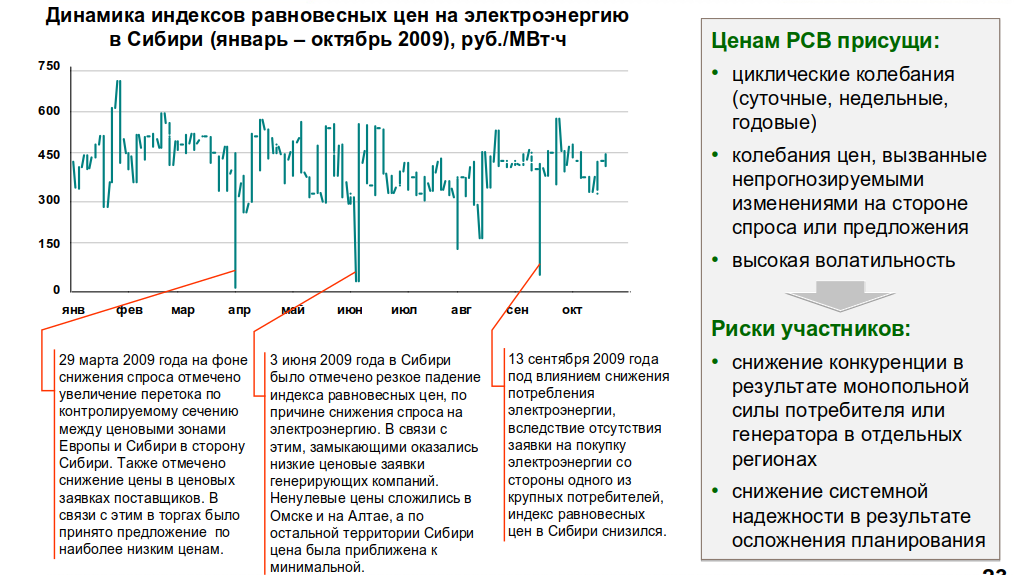 Динамика индексов равновесных цен на электроэнергию
в Сибири (январь – октябрь 2009), руб./МВт·ч
750
600
450
300
150
0
янв
фев
мар
апр
май
июн
июл
авг
сен
окт
29 марта 2009 года на фоне
снижения спроса отмечено
увеличение перетока по
контролируемому сечению
между ценовыми зонами
Европы и Сибири в сторону
Сибири. Также отмечено
снижение цены в ценовых
заявках поставщиков. В
связи с этим в торгах было
принято предложение по
наиболее низким ценам.
3 июня 2009 года в Сибири
было отмечено резкое падение
индекса равновесных цен, по
причине снижения спроса на
электроэнергию. В связи с
этим, замыкающими оказались
низкие ценовые заявки
генерирующих компаний.
Ненулевые цены сложились в
Омске и на Алтае, а по
остальной территории Сибири
цена была приближена к
минимальной.
13 сентября 2009 года
под влиянием снижения
потребления
электроэнергии,
вследствие отсутствия
заявки на покупку
электроэнергии со
стороны одного из
крупных потребителей,
индекс равновесных
цен в Сибири снизился.
Ценам РСВ присущи:
• циклические колебания
(суточные, недельные,
годовые)
• колебания цен, вызванные
непрогнозируемыми
изменениями на стороне
спроса или предложения
• высокая волатильность
Риски участников:
• снижение конкуренции в
результате монопольной
силы потребителя или
генератора в отдельных
регионах
• снижение системной
надежности в результате
осложнения планирования